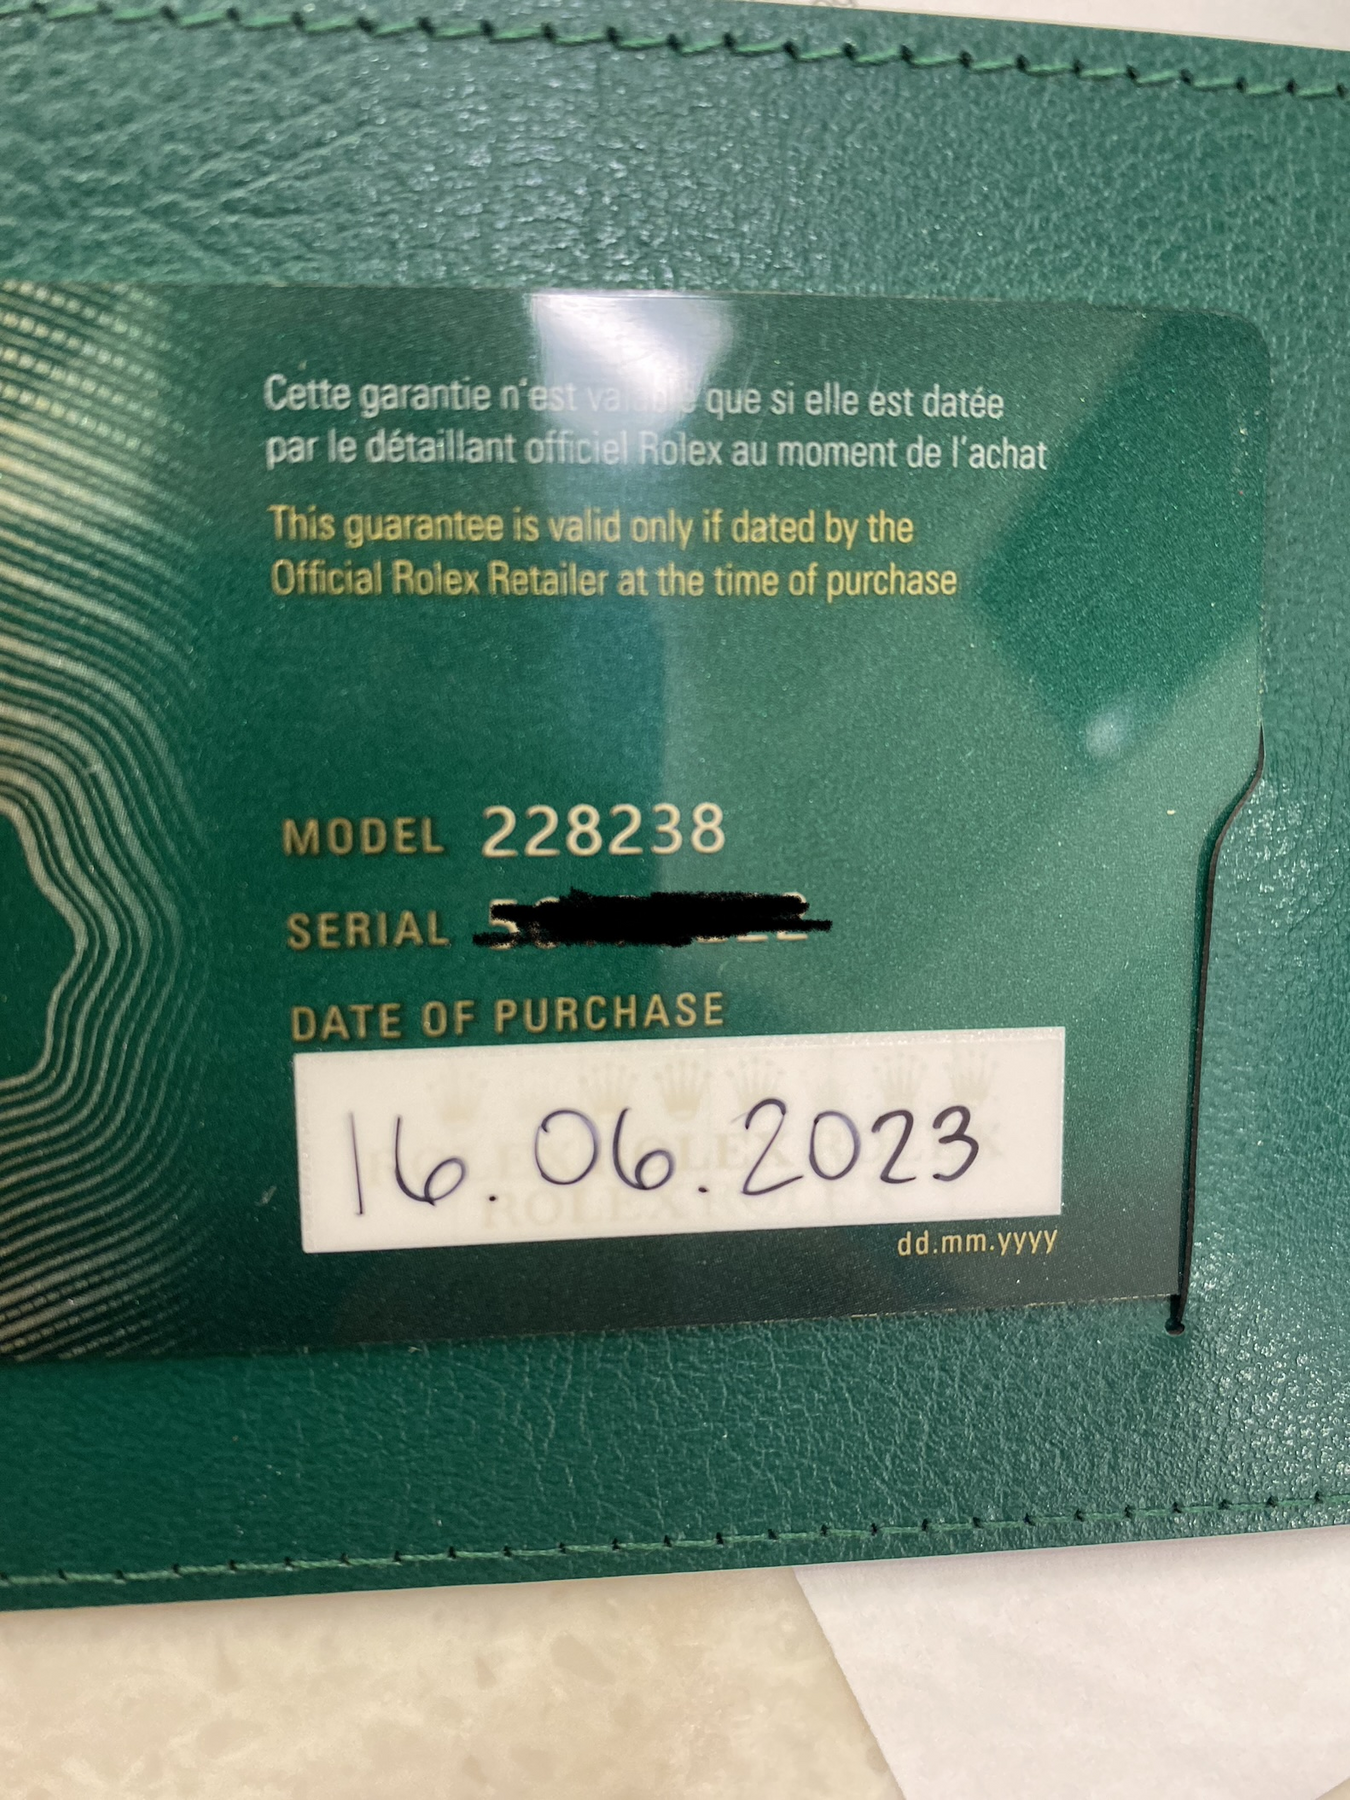 Cette garantie n'est valable que si elle est datée
par le détaillant officiel Rolex au moment de l'achat
This guarantee is valid only if dated by the
Official Rolex Retailer at the time of purchase
MODEL 228238
SERIAL
DATE OF PURCHASE
16.06.2023
dd.mm.yyyy